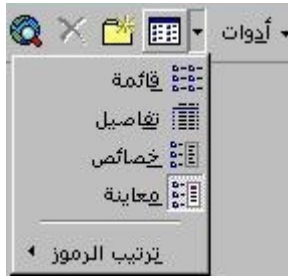 أدوات
قائمة
تفاصيل
خصائص
معاينة
ترتيب الرموز